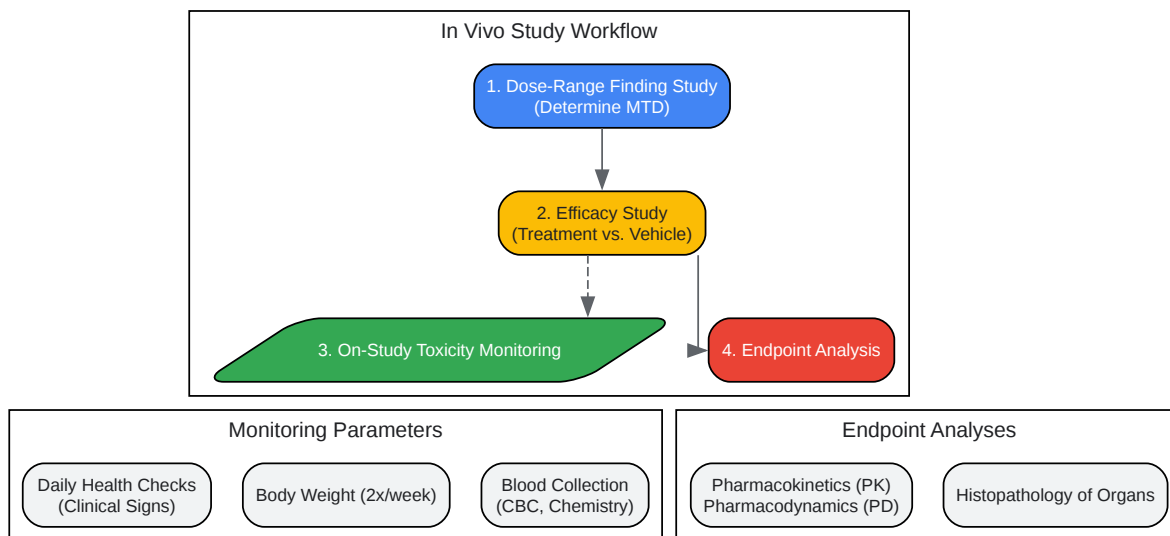 In Vivo Study Workflow
1. Dose-Range Finding Study
(Determine MTD)
2. Efficacy Study
(Treatment vs. Vehicle)
3. On-Study Toxicity Monitoring
4. Endpoint Analysis
Monitoring Parameters
Daily Health Checks
(Clinical Signs)
Body Weight (2x/week)
Blood Collection
(CBC, Chemistry)
Endpoint Analyses
Pharmacokinetics (PK)
Pharmacodynamics (PD)
Histopathology of Organs